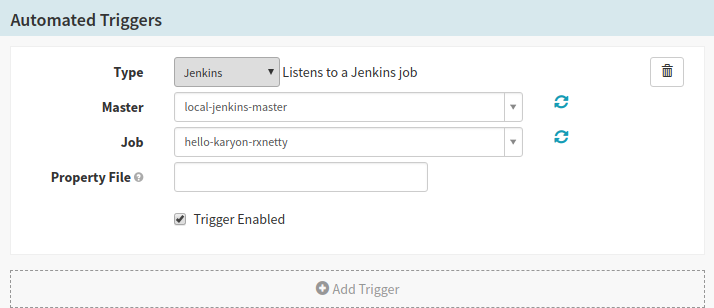 Automated Triggers
Type Jenkins Listens to a Jenkins job
Master local-jenkins-master
Job hello-karyon-rxnetty
Property File
Trigger Enabled
Add Trigger